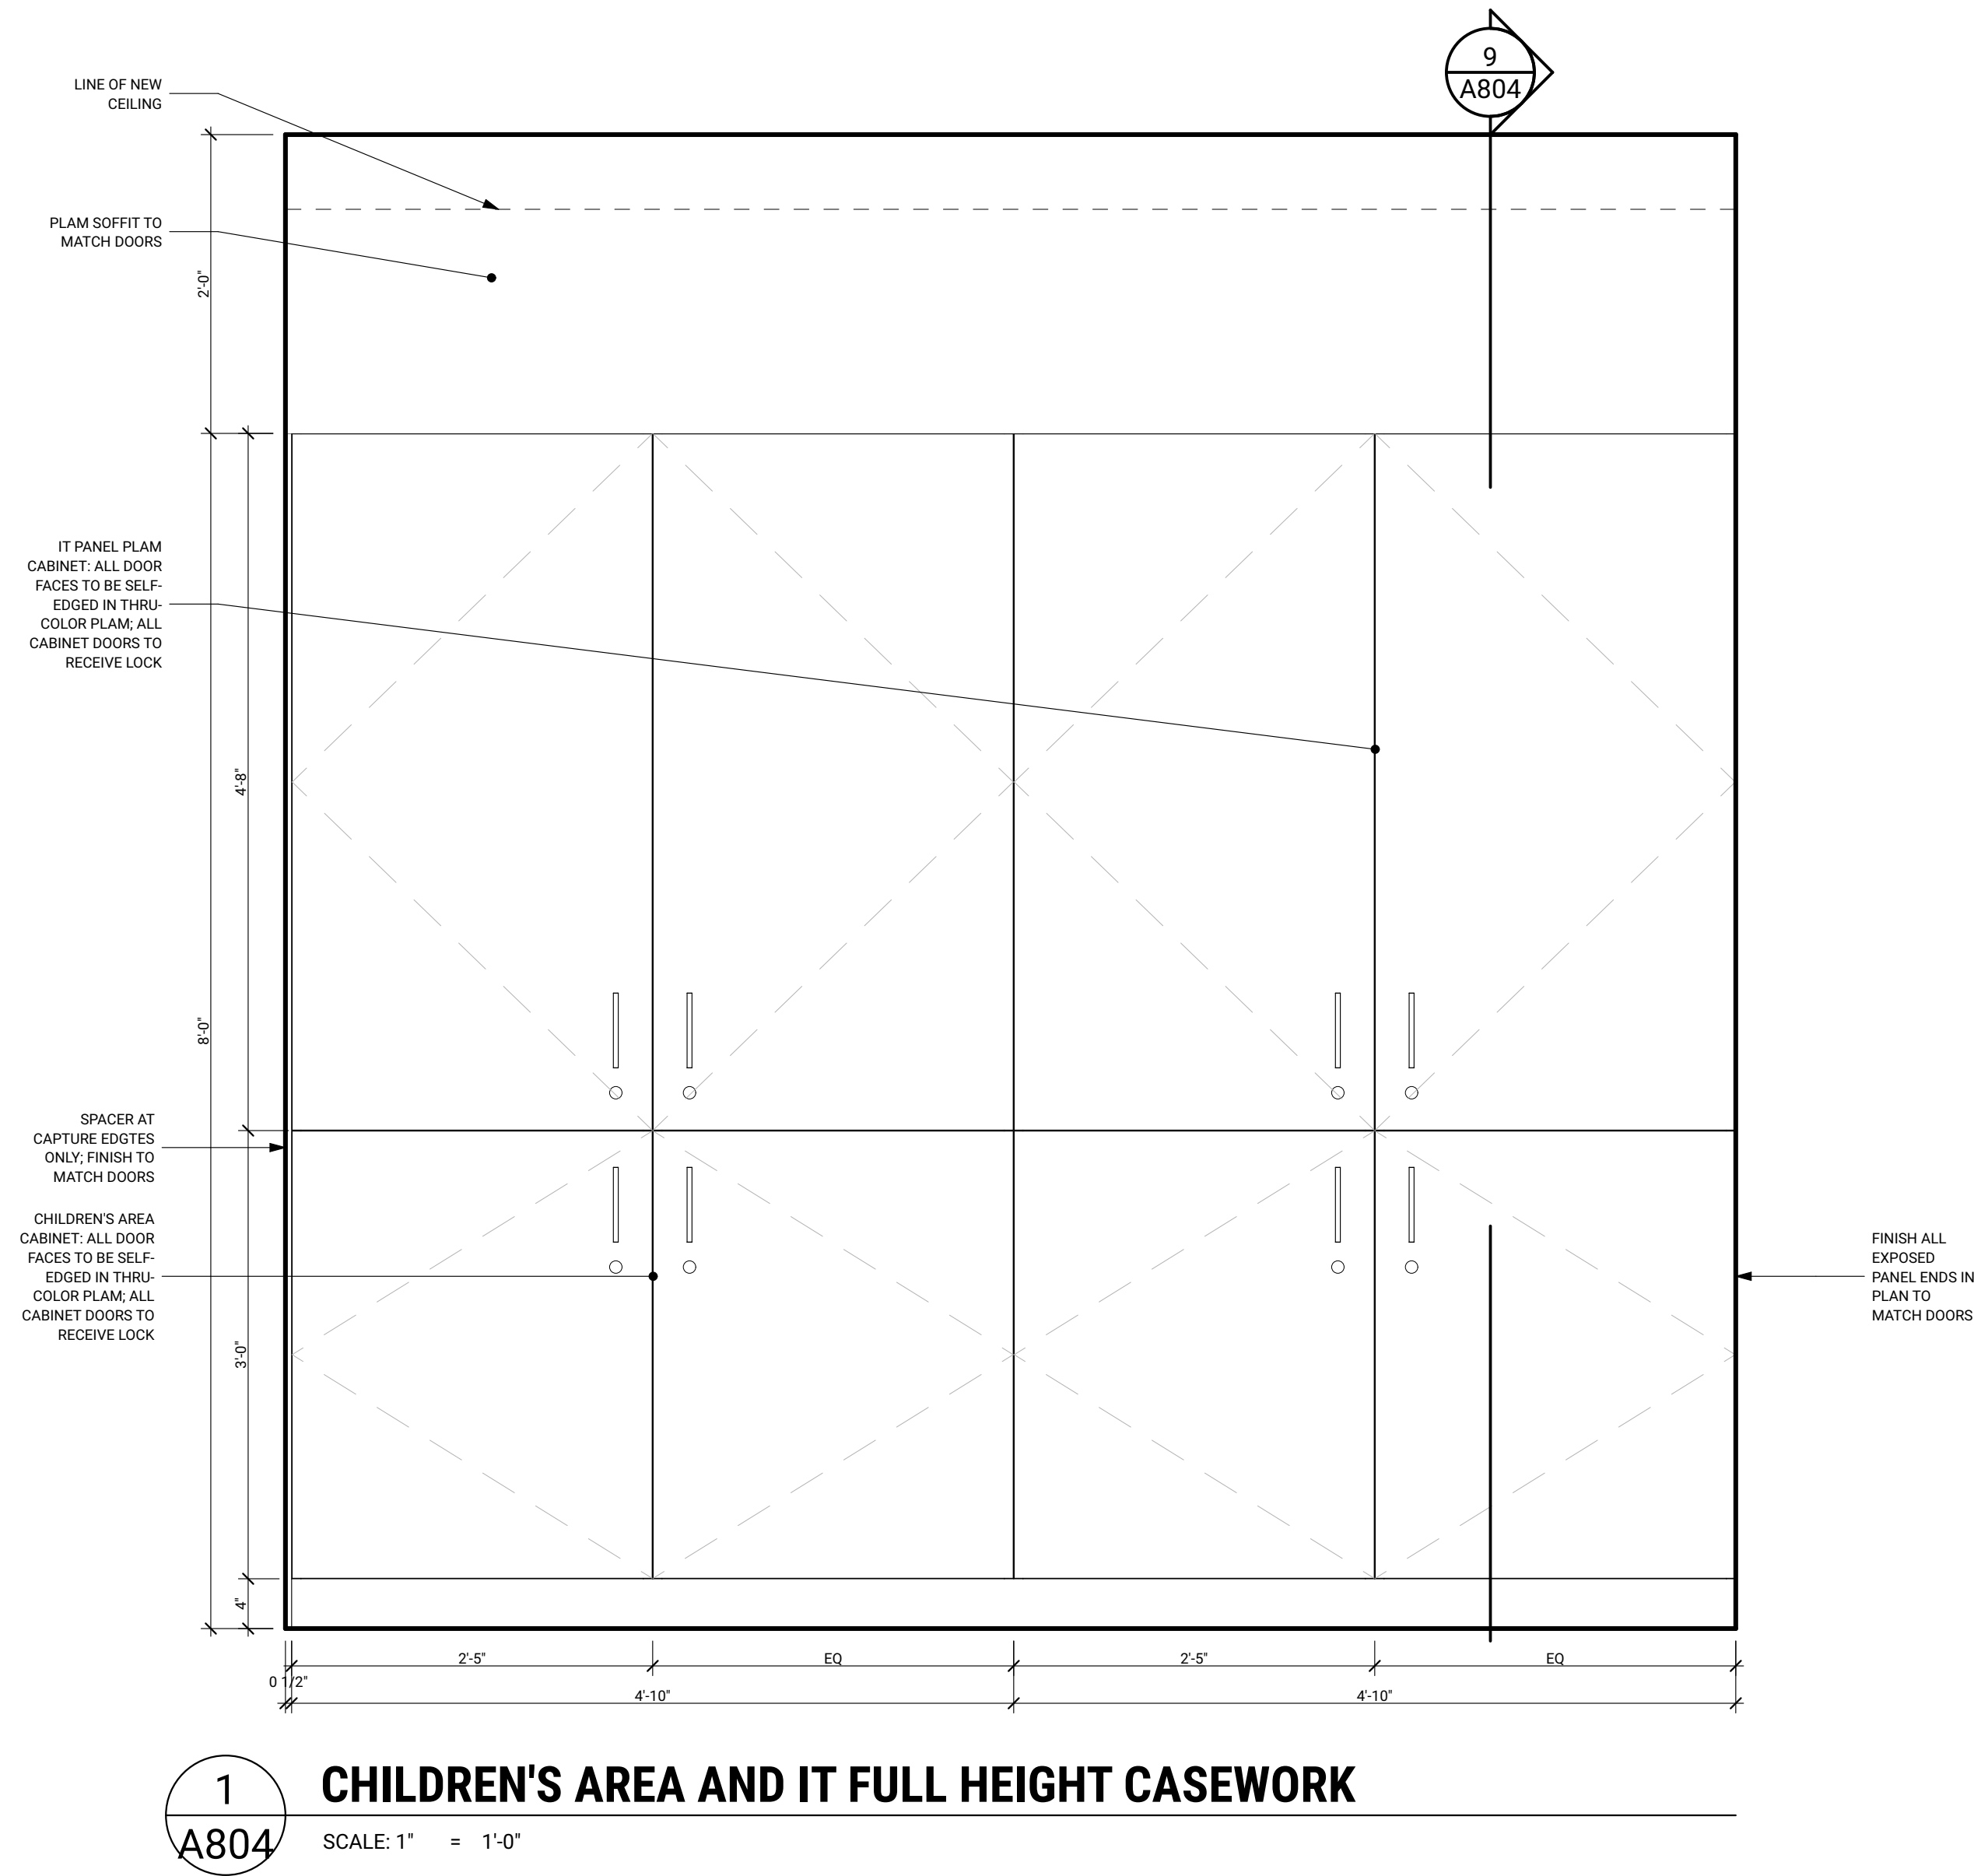 9
A804
LINE OF NEW
CEILING
PLAM SOFFIT TO
MATCH DOORS
2'-0"
IT PANEL PLAM
CABINET: ALL DOOR
FACES TO BE SELF-
EDGED IN THRU-
COLOR PLAM; ALL
CABINET DOORS TO
RECEIVE LOCK
4'-8"
8'-0"
SPACER AT
CAPTURE EDGTES
ONLY; FINISH TO
MATCH DOORS
CHILDREN'S AREA
CABINET: ALL DOOR
FACES TO BE SELF-
EDGED IN THRU-
COLOR PLAM; ALL
CABINET DOORS TO
RECEIVE LOCK
FINISH ALL
EXPOSED
PANEL ENDS IN
PLAN TO
MATCH DOORS
3'-0"
4"
2'-5" EQ 2'-5" EQ
0 1/2"
4'-10" 4'-10"
1
A804
CHILDREN'S AREA AND IT FULL HEIGHT CASEWORK
SCALE: 1" = 1'-0"